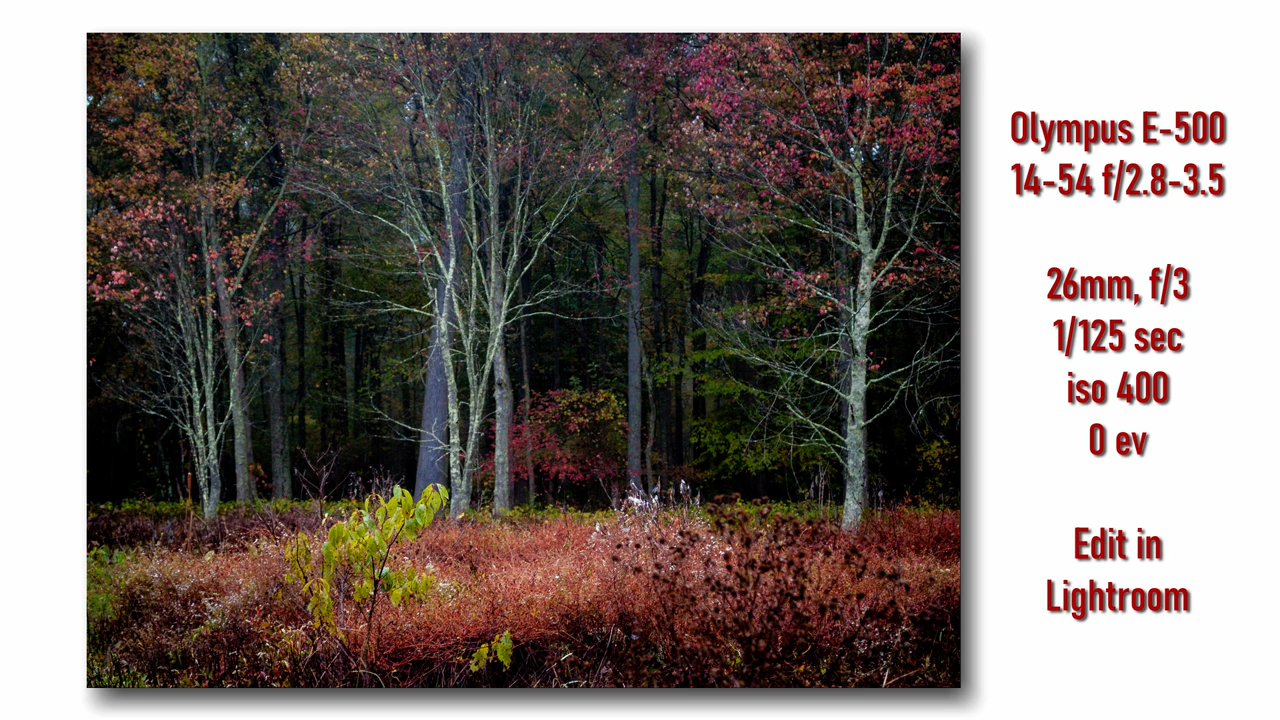 Olympus E-500
14-54 f/2.8-3.5
26mm, f/3
1/125 sec
iso 400
0 ev
Edit in
Lightroom